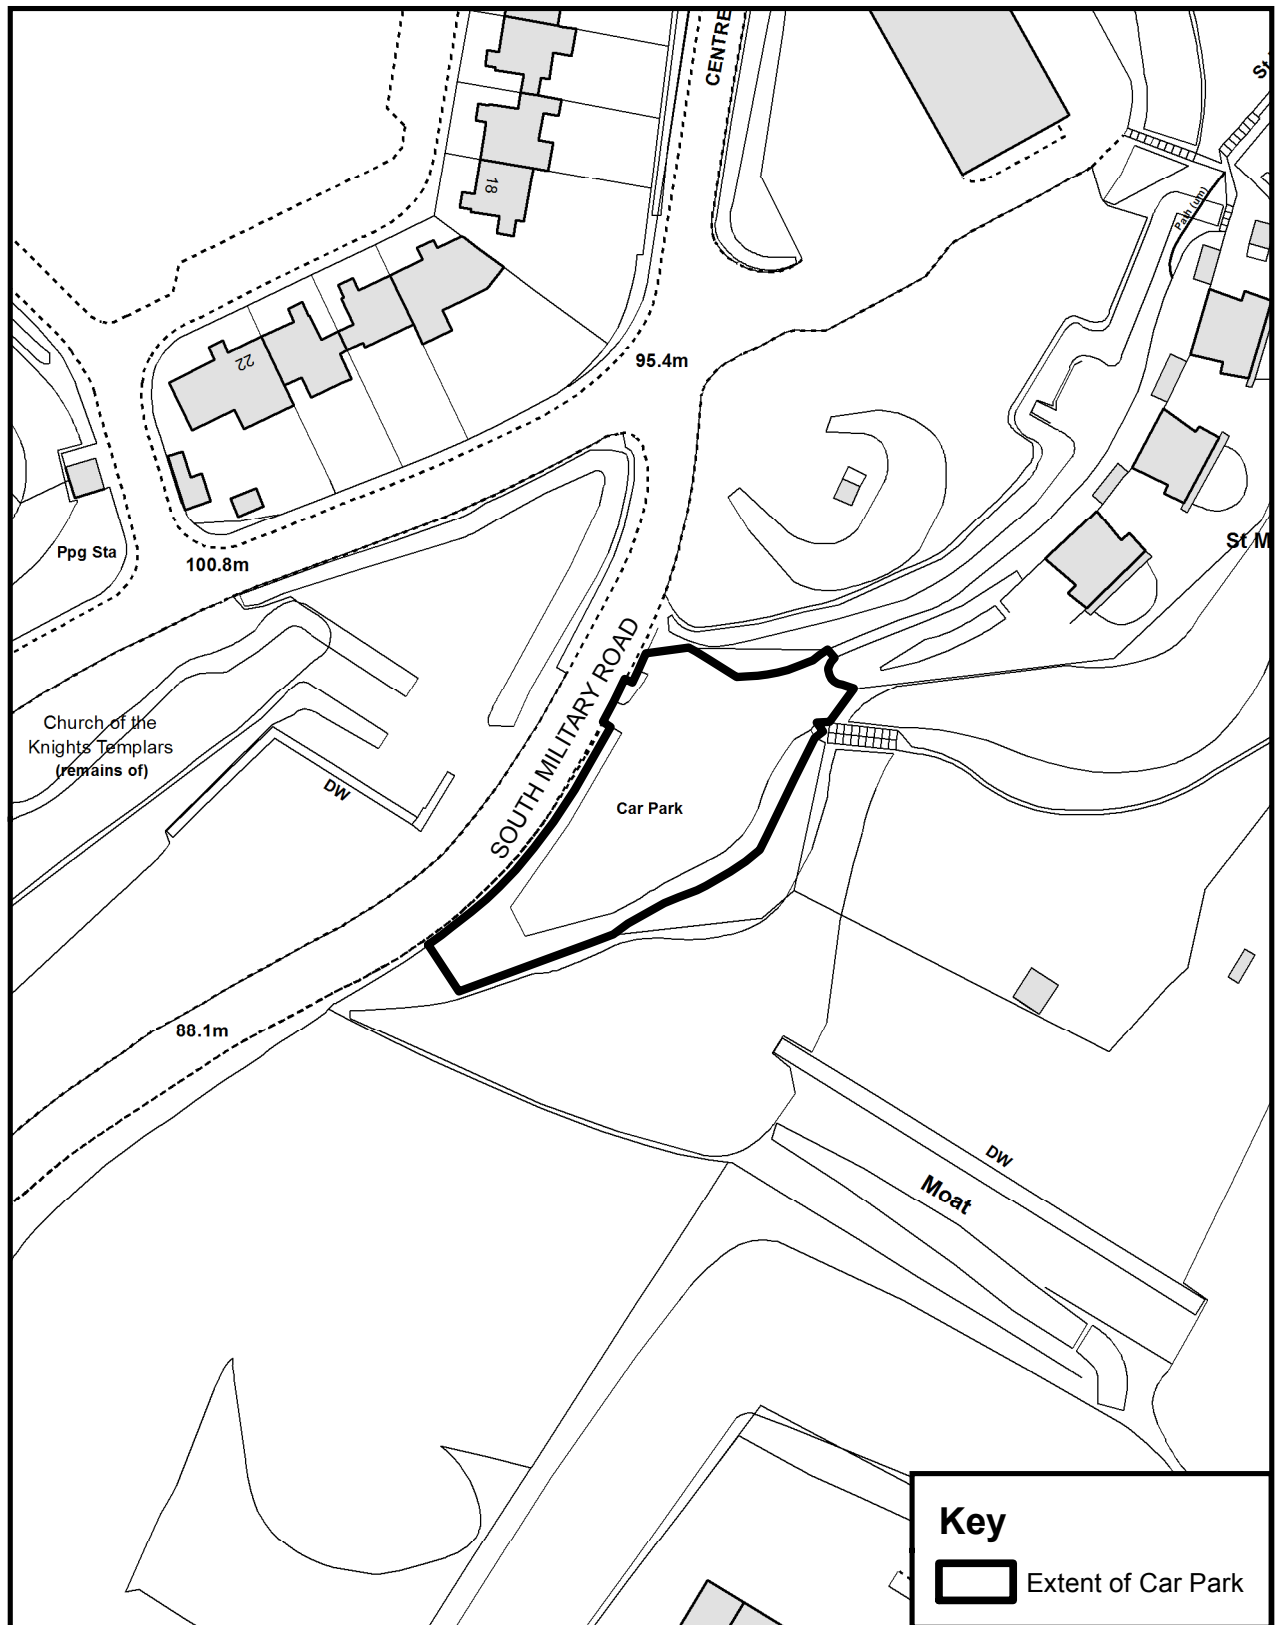 CENTRE
St
18
Path (um)
95.4m
22
St M
Ppg Sta
100.8m
SOUTH MILITARY ROAD
Church of the
Knights Templars
(remains of)
DW
Car Park
88.1m
DW
Moat
Key
Extent of Car Park